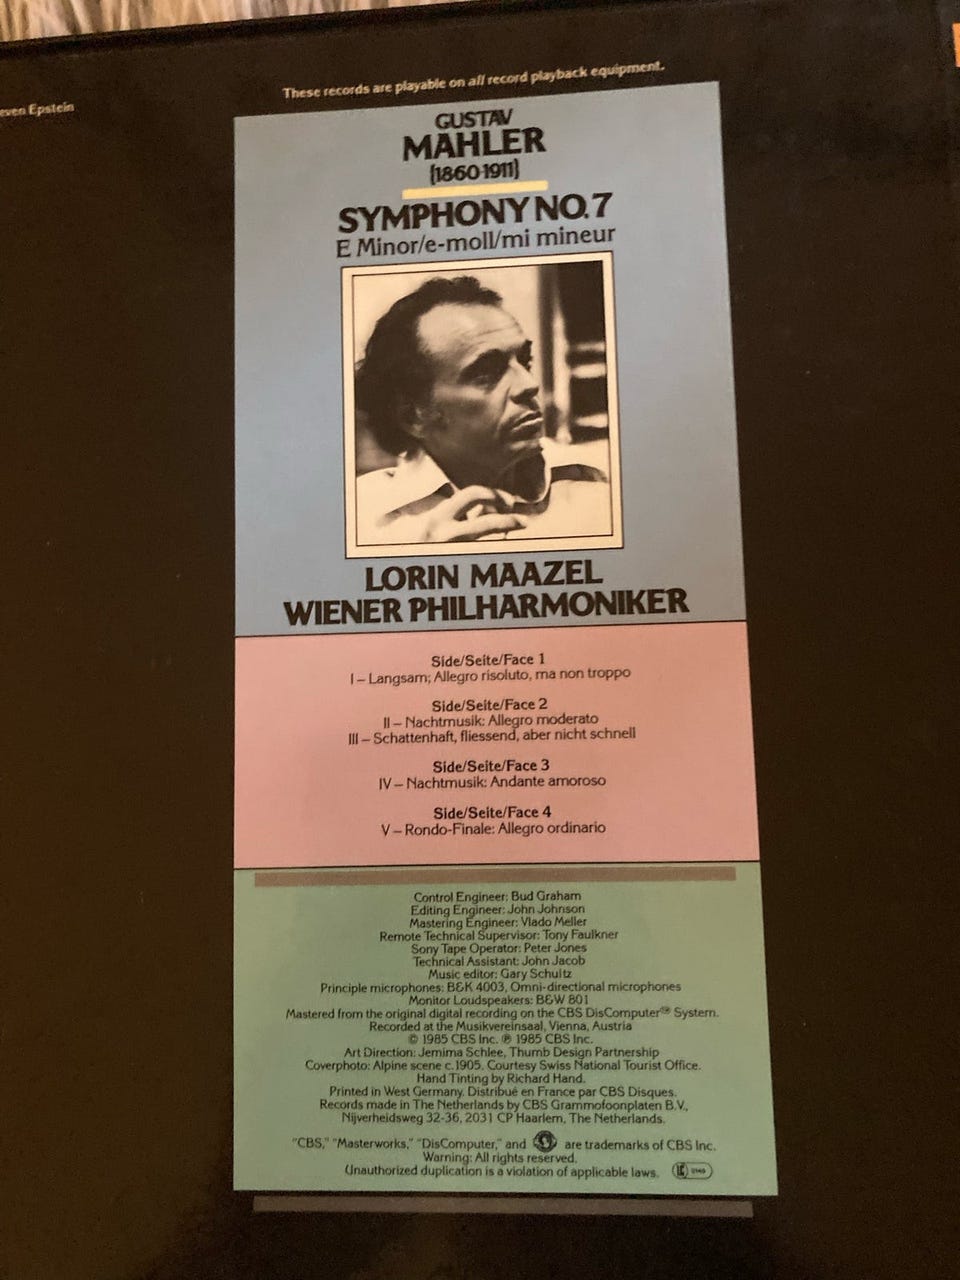 These records are playable on all record playback equipment.
even Epstein
GUSTAV
MAHLER
(1860-1911)
SYMPHONY NO. 7
E Minor/e-moll/mi mineur
LORIN MAAZEL
WIENER PHILHARMONIKER
Side/Seite/Face 1
I – Langsam; Allegro risoluto, ma non troppo
Side/Seite/Face 2
II – Nachtmusik: Allegro moderato
III – Schattenhaft, fliessend, aber nicht schnell
Side/Seite/Face 3
IV – Nachtmusik: Andante amoroso
Side/Seite/Face 4
V – Rondo-Finale: Allegro ordinario
Control Engineer: Bud Graham
Editing Engineer: John Johnson
Mastering Engineer: Vlado Meller
Remote Technical Supervisor: Tony Faulkner
Sony Tape Operator: Peter Jones
Technical Assistant: John Jacob
Music editor: Gary Schultz
Principle microphones: B&K 4003, Omni-directional microphones
Monitor Loudspeakers: B&W 801
Mastered from the original digital recording on the CBS DisComputer℠ System.
Recorded at the Musikvereinsaal, Vienna, Austria
© 1985 CBS Inc. ℗ 1985 CBS Inc.
Art Direction: Jemima Schlee, Thumb Design Partnership
Coverphoto: Alpine scene c.1905. Courtesy Swiss National Tourist Office.
Hand Tinting by Richard Hand.
Printed in West Germany. Distribué en France par CBS Disques.
Records made in The Netherlands by CBS Grammofoonplaten B.V.,
Nijverheidsweg 32-36, 2031 CP Haarlem, The Netherlands.
"CBS," "Masterworks," "DisComputer," and are trademarks of CBS Inc.
Warning: All rights reserved.
Unauthorized duplication is a violation of applicable laws.